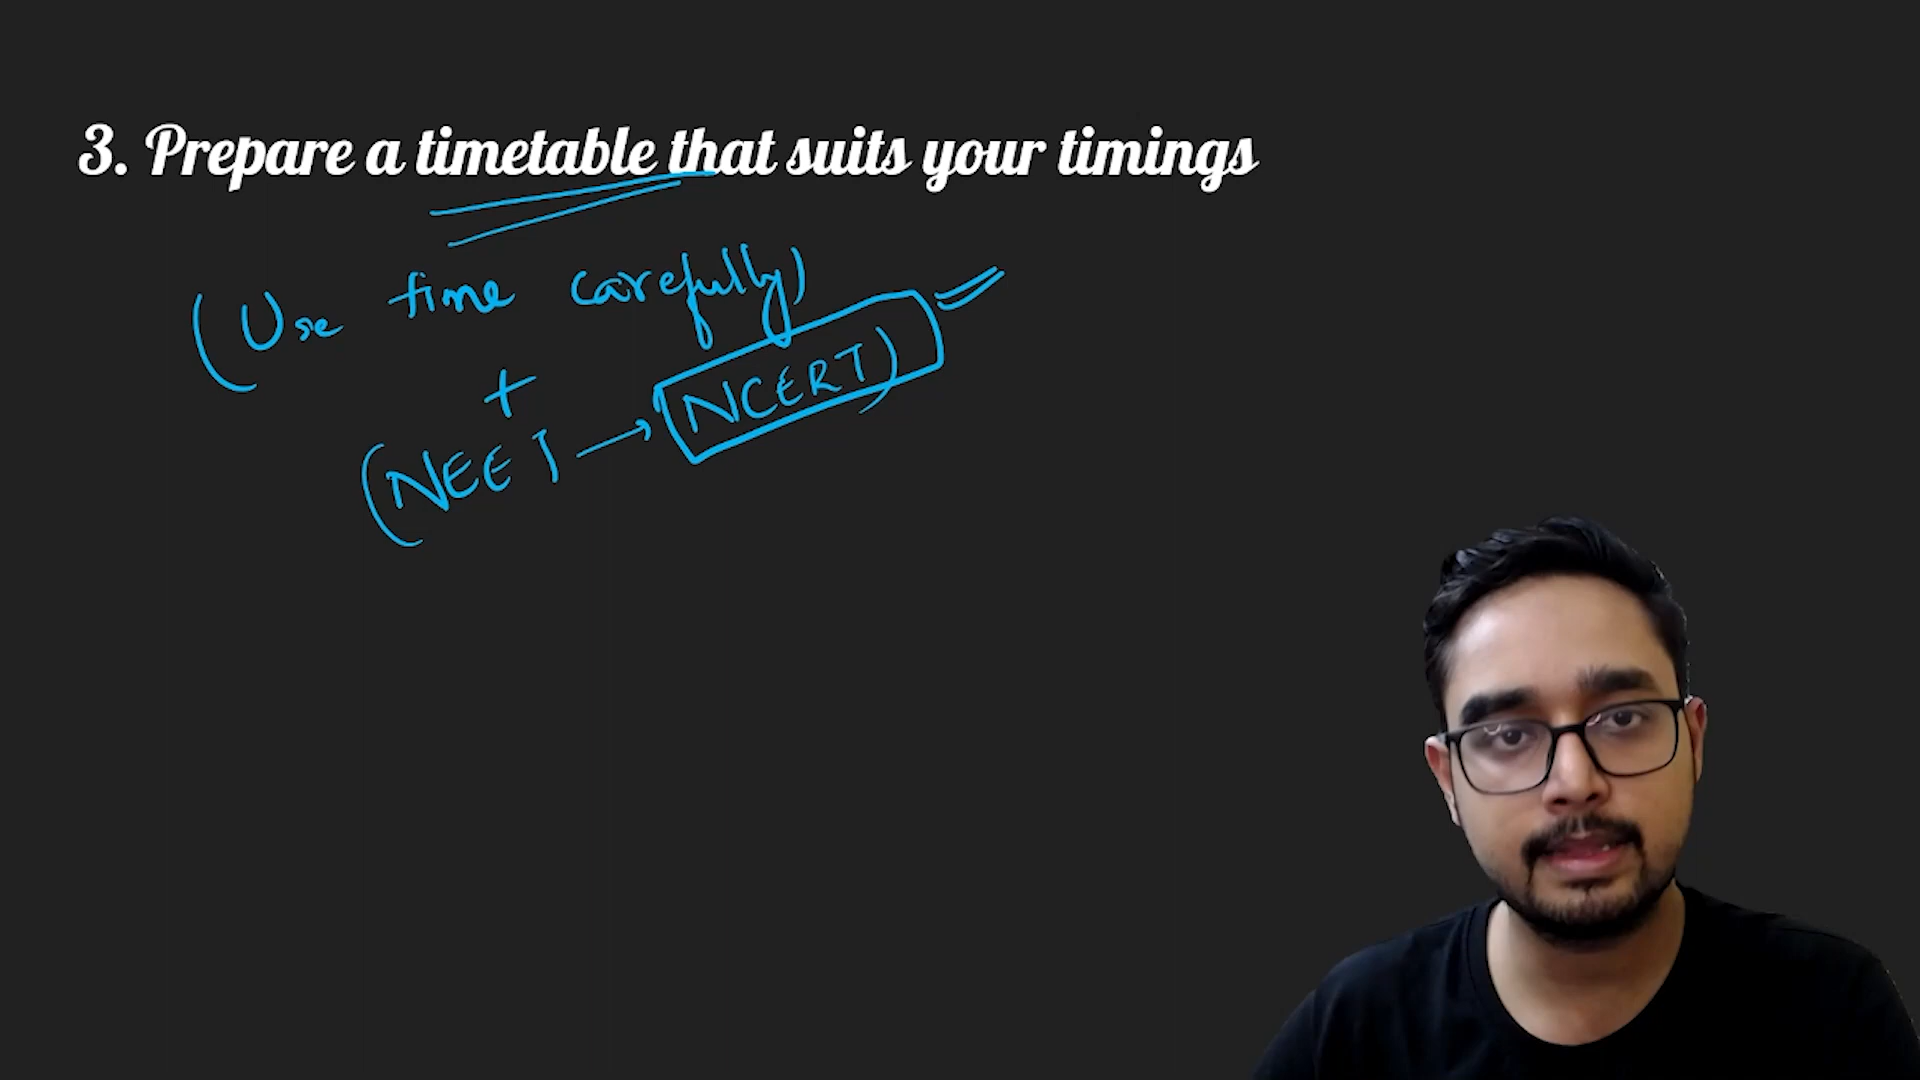 3. Prepare a timetable that suits your timings
(Use time carefully)
+
(NEET → NCERT)